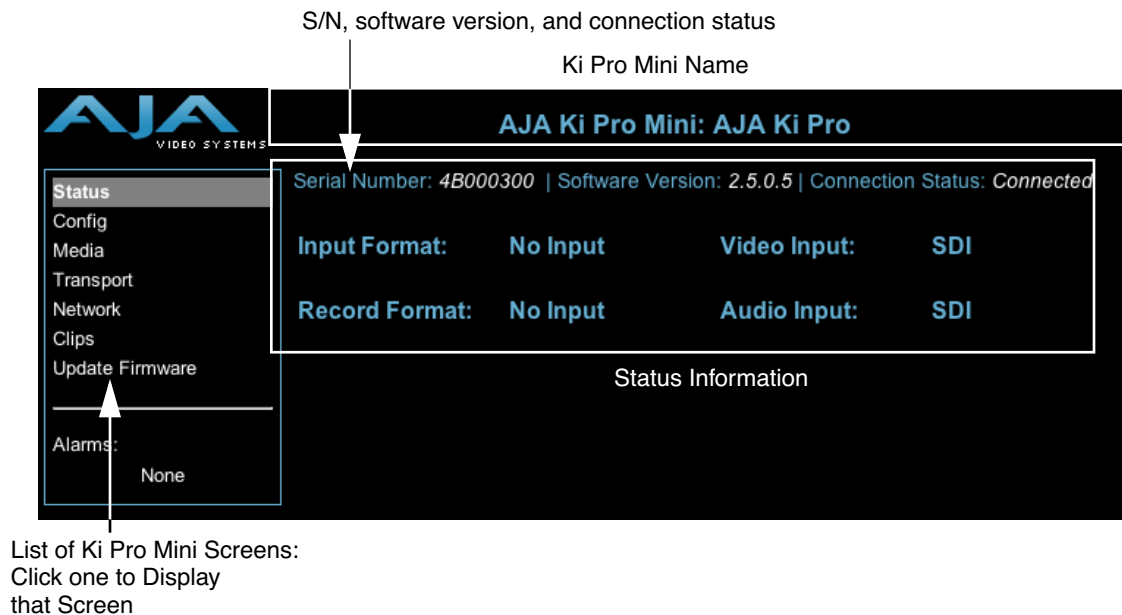 S/N, software version, and connection status
Ki Pro Mini Name
AJA
VIDEO SYSTEMS
AJA Ki Pro Mini: AJA Ki Pro
Serial Number: 4B000300 | Software Version: 2.5.0.5 | Connection Status: Connected
Status
Config
Media
Transport
Network
Clips
Update Firmware
Alarms:
None
Input Format: No Input Video Input: SDI
Record Format: No Input Audio Input: SDI
Status Information
List of Ki Pro Mini Screens:
Click one to Display
that Screen